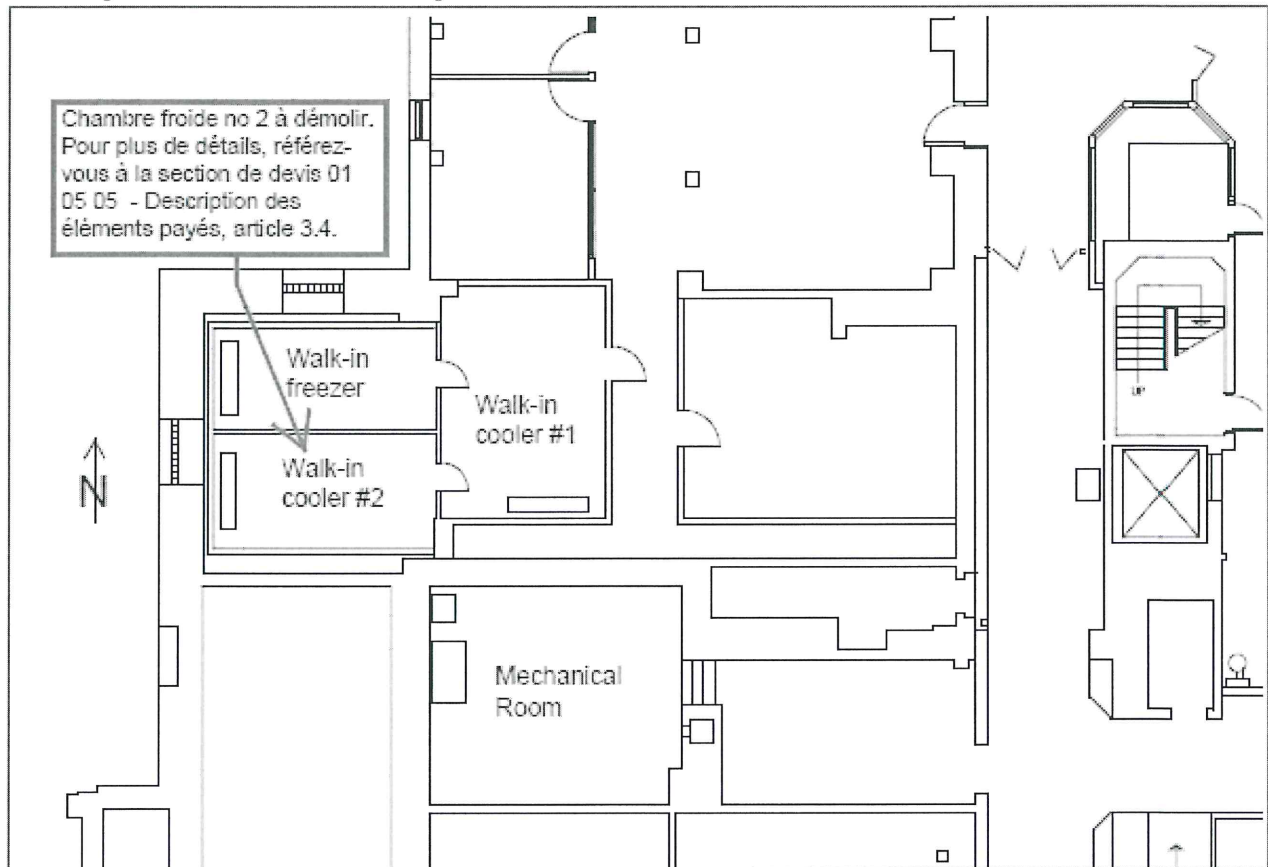 Chambre froide no 2 à démolir.
Pour plus de détails, référez-
vous à la section de devis 01
05 05 - Description des
éléments payés, article 3.4.
Walk-in
freezer
Walk-in
cooler #1
Walk-in
cooler #2
N
UP
Mechanical
Room